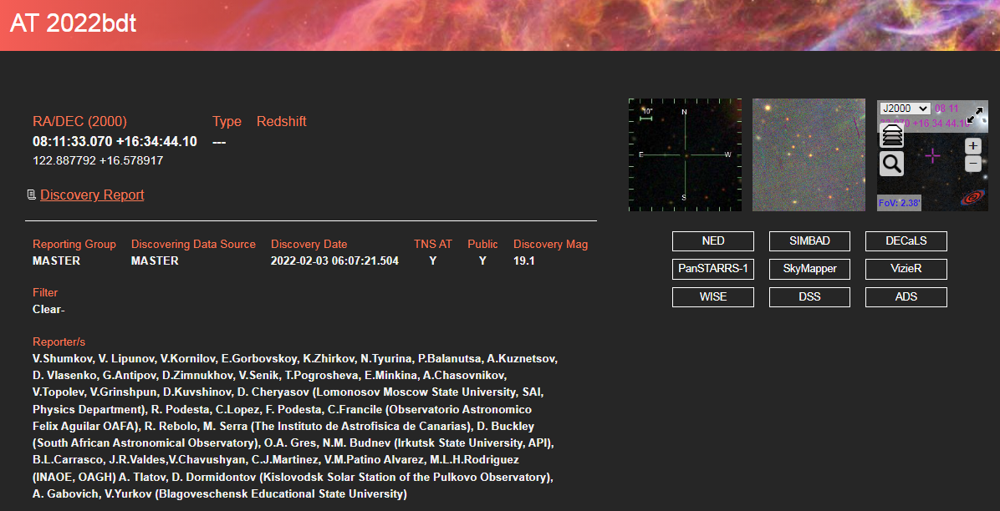 AT 2022bdt
RA/DEC (2000) Type Redshift
08:11:33.070 +16:34:44.10 ---
122.887792 +16.578917
Discovery Report
Reporting Group Discovering Data Source Discovery Date TNS AT Public Discovery Mag
MASTER MASTER 2022-02-03 06:07:21.504 Y Y 19.1
Filter
Clear-
Reporter/s
V.Shumkov, V. Lipunov, V.Kornilov, E.Gorbovskoy, K.Zhirkov, N.Tyurina, P.Balanutsa, A.Kuznetsov,
D. Vlasenko, G.Antipov, D.Zimnukhov, V.Senik, T.Pogrosheva, E.Minkina, A.Chasovnikov,
V.Topolev, V.Grinshpun, D.Kuvshinov, D. Cheryasov (Lomonosov Moscow State University, SAI,
Physics Department), R. Podesta, C.Lopez, F. Podesta, C.Francile (Observatorio Astronomico
Felix Aguilar OAFA), R. Rebolo, M. Serra (The Instituto de Astrofisica de Canarias), D. Buckley
(South African Astronomical Observatory), O.A. Gres, N.M. Budnev (Irkutsk State University, API),
B.L.Carrasco, J.R.Valdes,V.Chavushyan, C.J.Martinez, V.M.Patino Alvarez, M.L.H.Rodriguez
(INAOE, OAGH) A. Tlatov, D. Dormidontov (Kislovodsk Solar Station of the Pulkovo Observatory),
A. Gabovich, V.Yurkov (Blagoveschensk Educational State University)
10"
N
E W
S
J2000 08 11
33.070 +16 34 44.10
+
−
FoV: 2.38'
NED SIMBAD DECaLS
PanSTARRS-1 SkyMapper VizieR
WISE DSS ADS